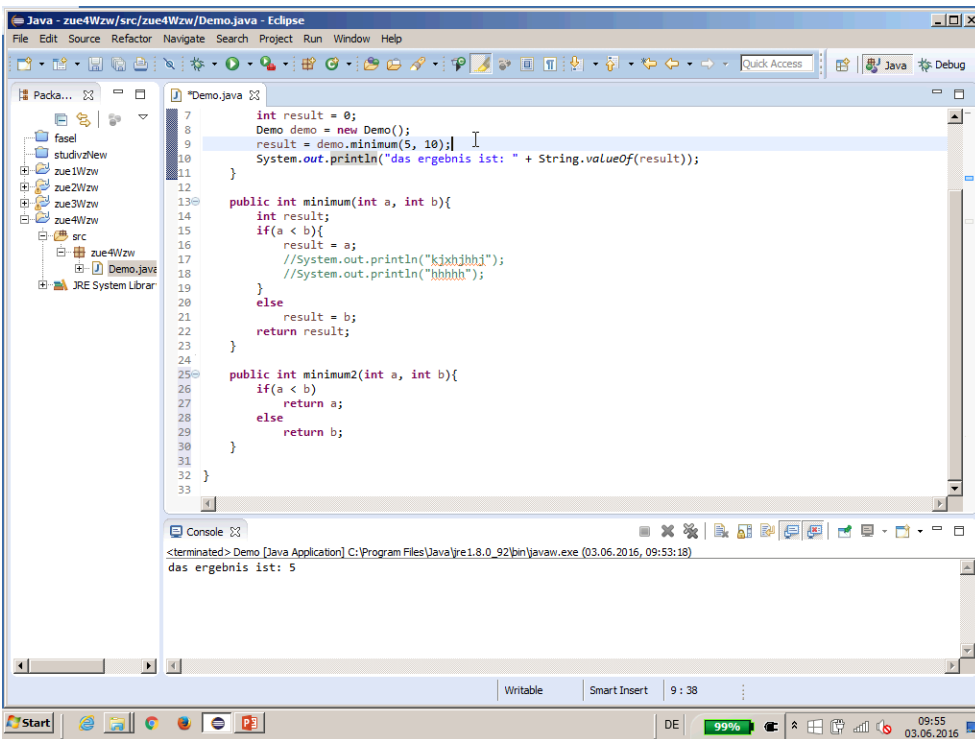 Java - zue4Wzw/src/zue4Wzw/Demo.java - Eclipse
File Edit Source Refactor Navigate Search Project Run Window Help
Quick Access
Java
Debug
Packa...
fasel
studivzNew
zue1Wzw
zue2Wzw
zue3Wzw
zue4Wzw
src
zue4Wzw
Demo.java
JRE System Librar
*Demo.java
7 int result = 0;
8 Demo demo = new Demo();
9 result = demo.minimum(5, 10);
10 System.out.println("das ergebnis ist: " + String.valueOf(result));
11 }
12
13 public int minimum(int a, int b){
14 int result;
15 if(a < b){
16 result = a;
17 //System.out.println("kjxhjhhj");
18 //System.out.println("hhhhh");
19 }
20 else
21 result = b;
22 return result;
23 }
24
25 public int minimum2(int a, int b){
26 if(a < b)
27 return a;
28 else
29 return b;
30 }
31
32 }
33
Console
<terminated> Demo [Java Application] C:\Program Files\Java\jre1.8.0_92\bin\javaw.exe (03.06.2016, 09:53:18)
das ergebnis ist: 5
Writable
Smart Insert
9 : 38
Start
DE
99%
09:55
03.06.2016